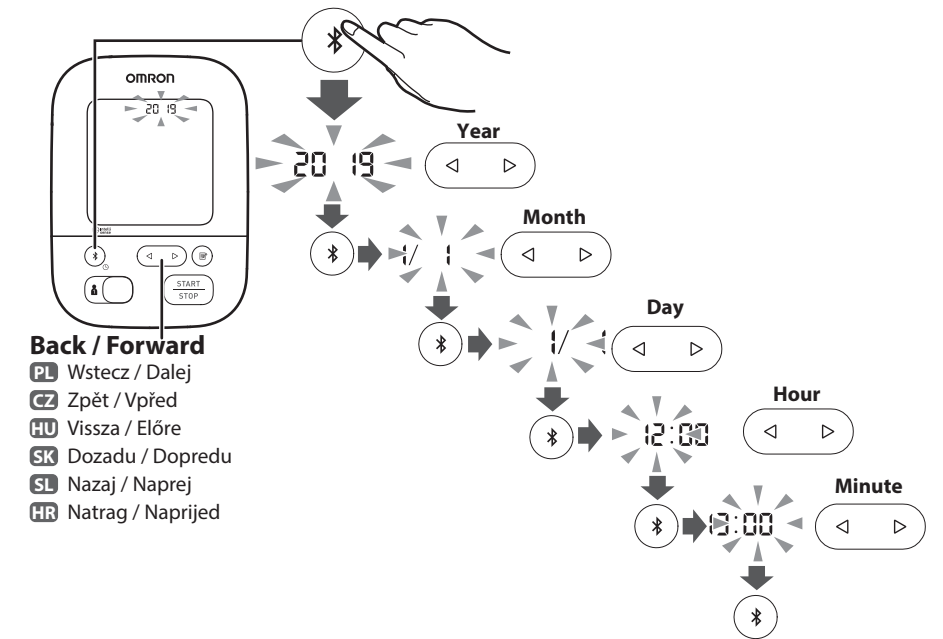 OMRON
20 19
START
STOP
Back / Forward
PL Wstecz / Dalej
CZ Zpět / Vpřed
HU Vissza / Előre
SK Dozadu / Dopredu
SL Nazaj / Naprej
HR Natrag / Naprijed
20 19
Year
1/ 1
Month
1/ 1
Day
12:00
Hour
13:00
Minute